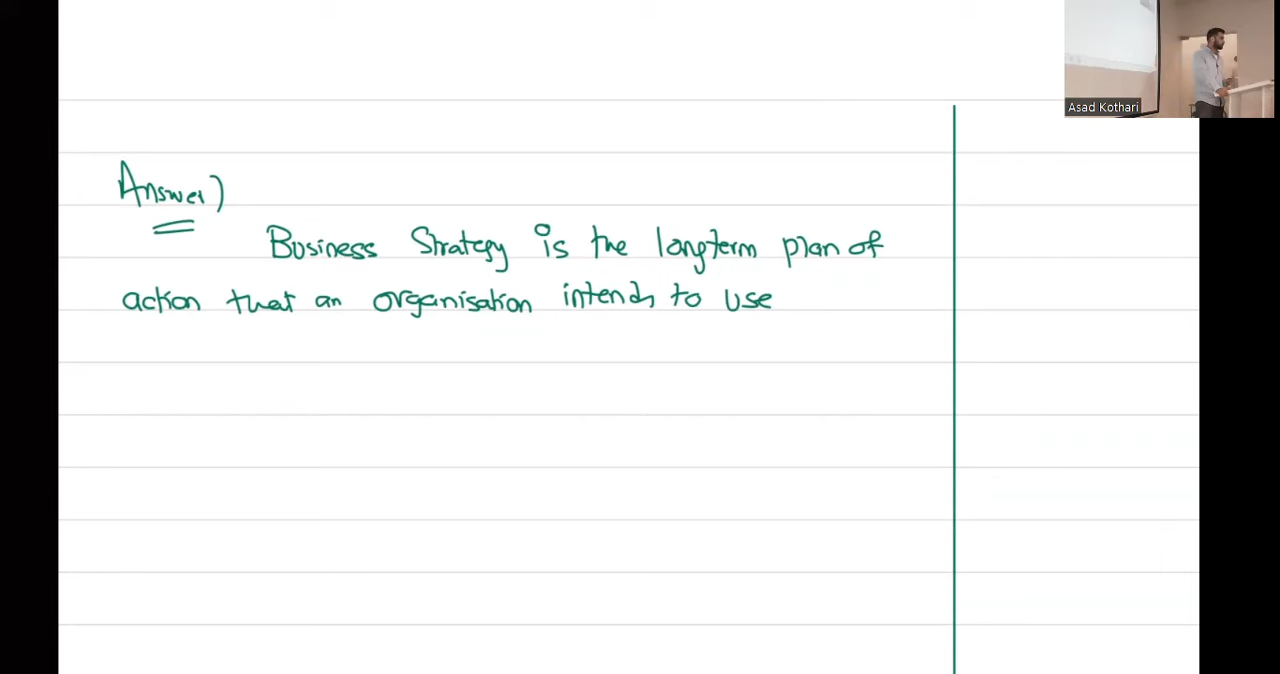 Asad Kothari
Answer)
Business Strategy is the longterm plan of
action that an organisation intends to use